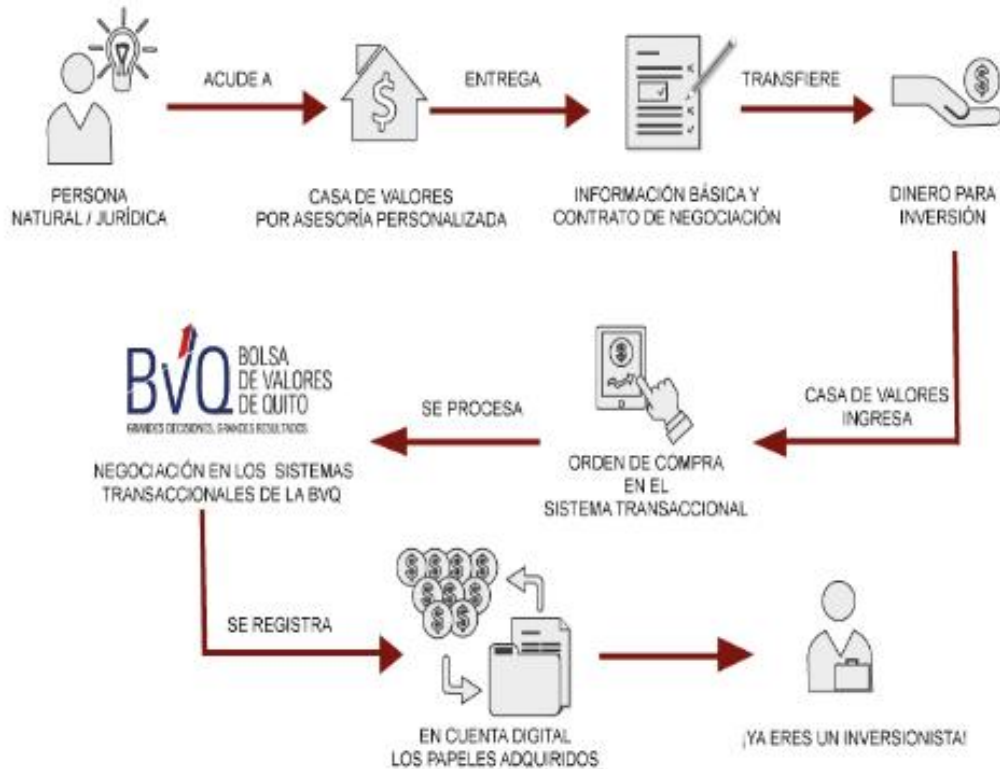 ACUDE A
ENTREGA
TRANSFIERE
PERSONA
NATURAL / JURÍDICA
CASA DE VALORES
POR ASESORÍA PERSONALIZADA
INFORMACIÓN BÁSICA Y
CONTRATO DE NEGOCIACIÓN
DINERO PARA
INVERSIÓN
CASA DE VALORES
INGRESA
ORDEN DE COMPRA
EN EL
SISTEMA TRANSACCIONAL
SE PROCESA
BVQ
BOLSA
DE VALORES
DE QUITO
GRANDES DECISIONES, GRANDES RESULTADOS
NEGOCIACIÓN EN LOS SISTEMAS
TRANSACCIONALES DE LA BVQ
SE REGISTRA
EN CUENTA DIGITAL
LOS PAPELES ADQUIRIDOS
¡YA ERES UN INVERSIONISTA!